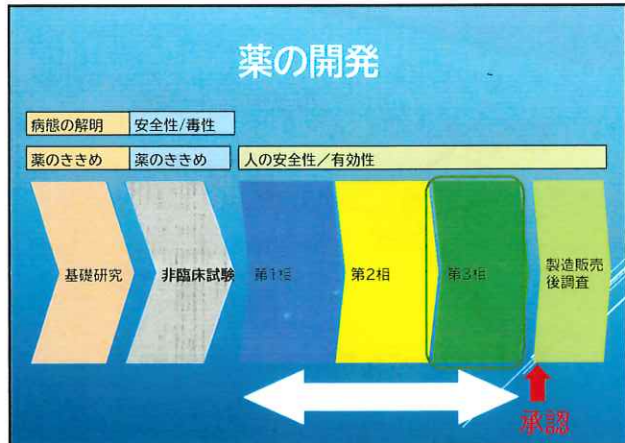 薬の開発
病態の解明
安全性/毒性
薬のききめ
薬のききめ
人の安全性／有効性
基礎研究
非臨床試験
第1相
第2相
第3相
製造販売
後調査
承認